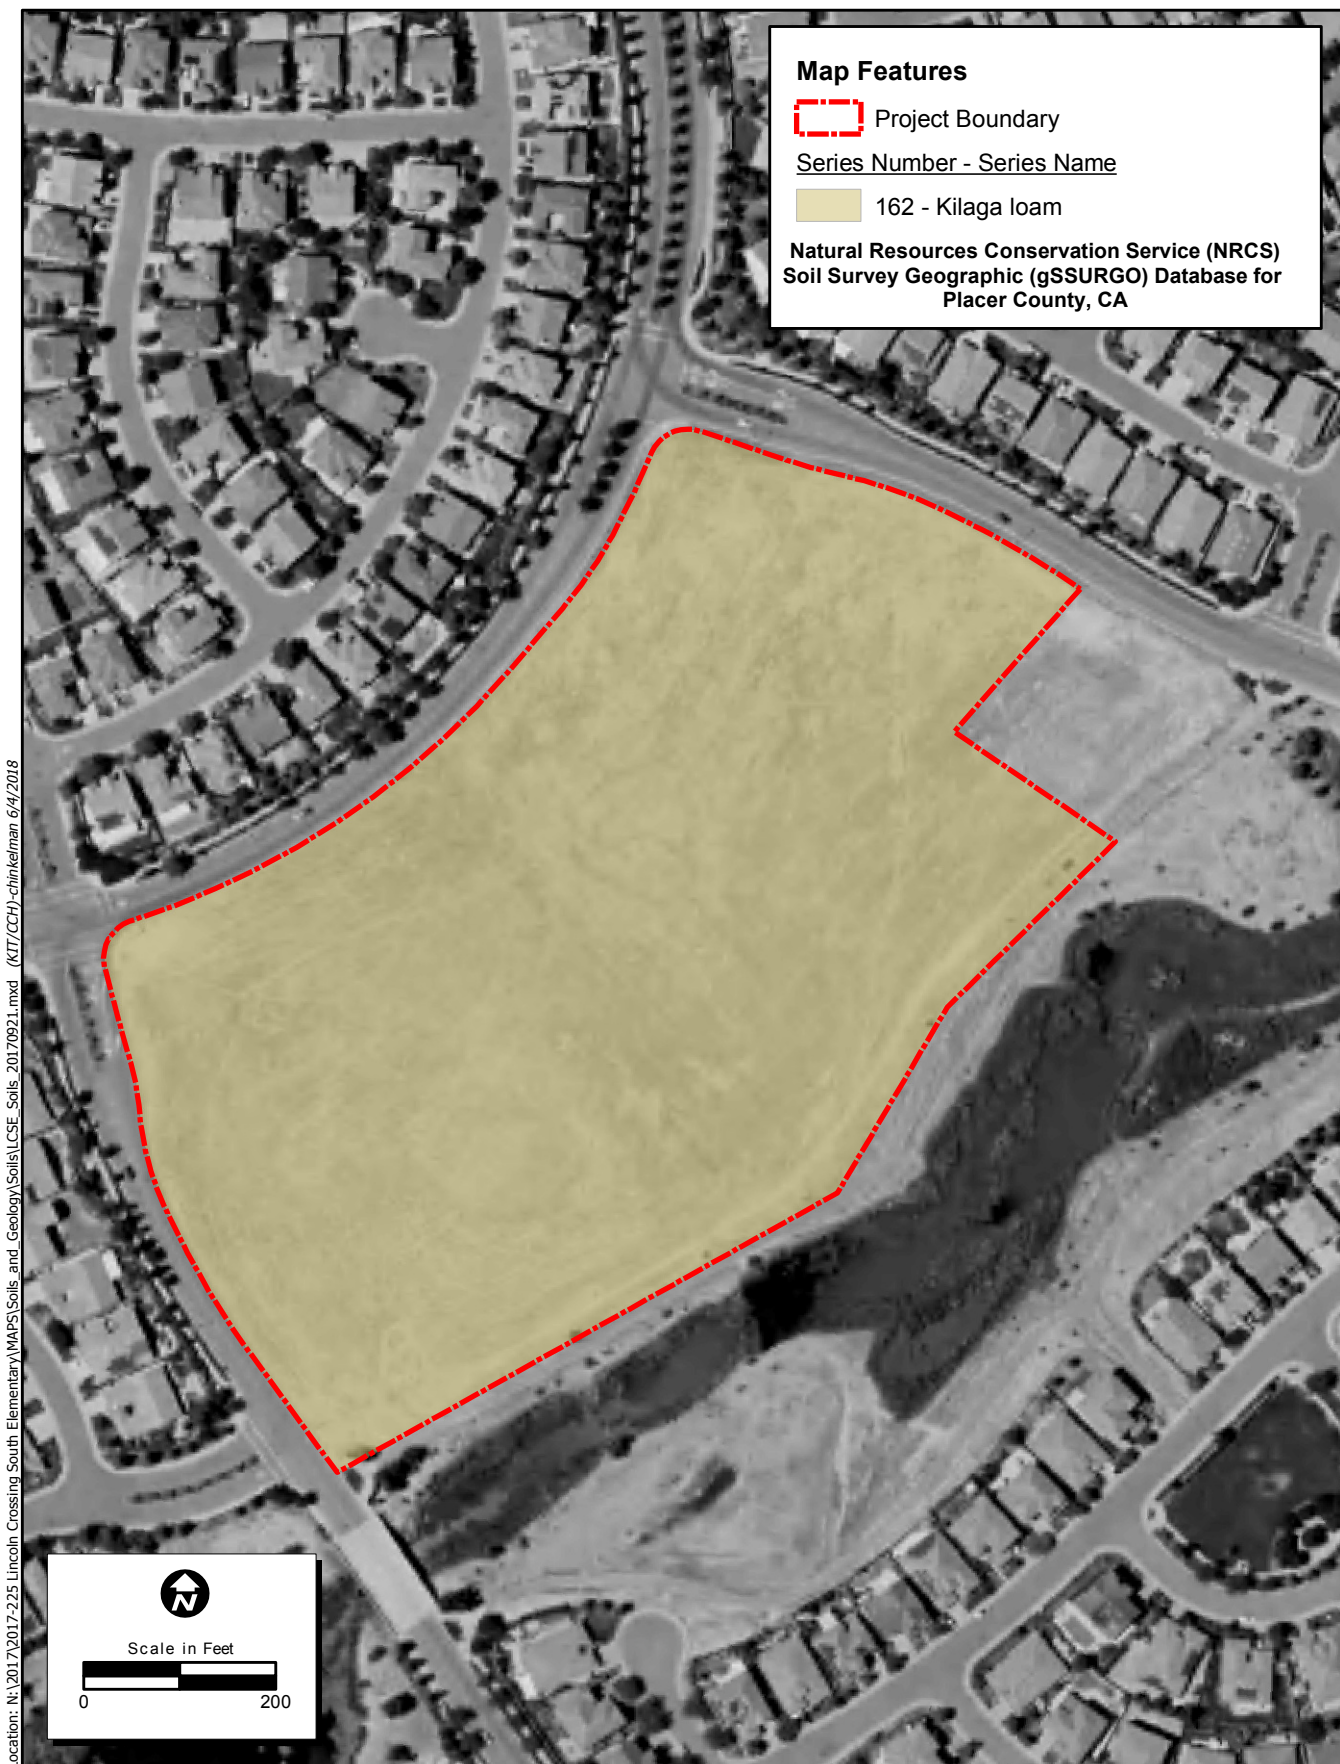 Map Features
Project Boundary
Series Number - Series Name
162 - Kilaga loam
Natural Resources Conservation Service (NRCS)
Soil Survey Geographic (gSSURGO) Database for
Placer County, CA
Location: N:\2017\2017-225 Lincoln Crossing South Elementary\MAPS\Soils_and_Geology\Soils\LCSE_Soils_20170921.mxd (KIT/CCH)-chinkelman 6/4/2018
N
Scale in Feet
0 200